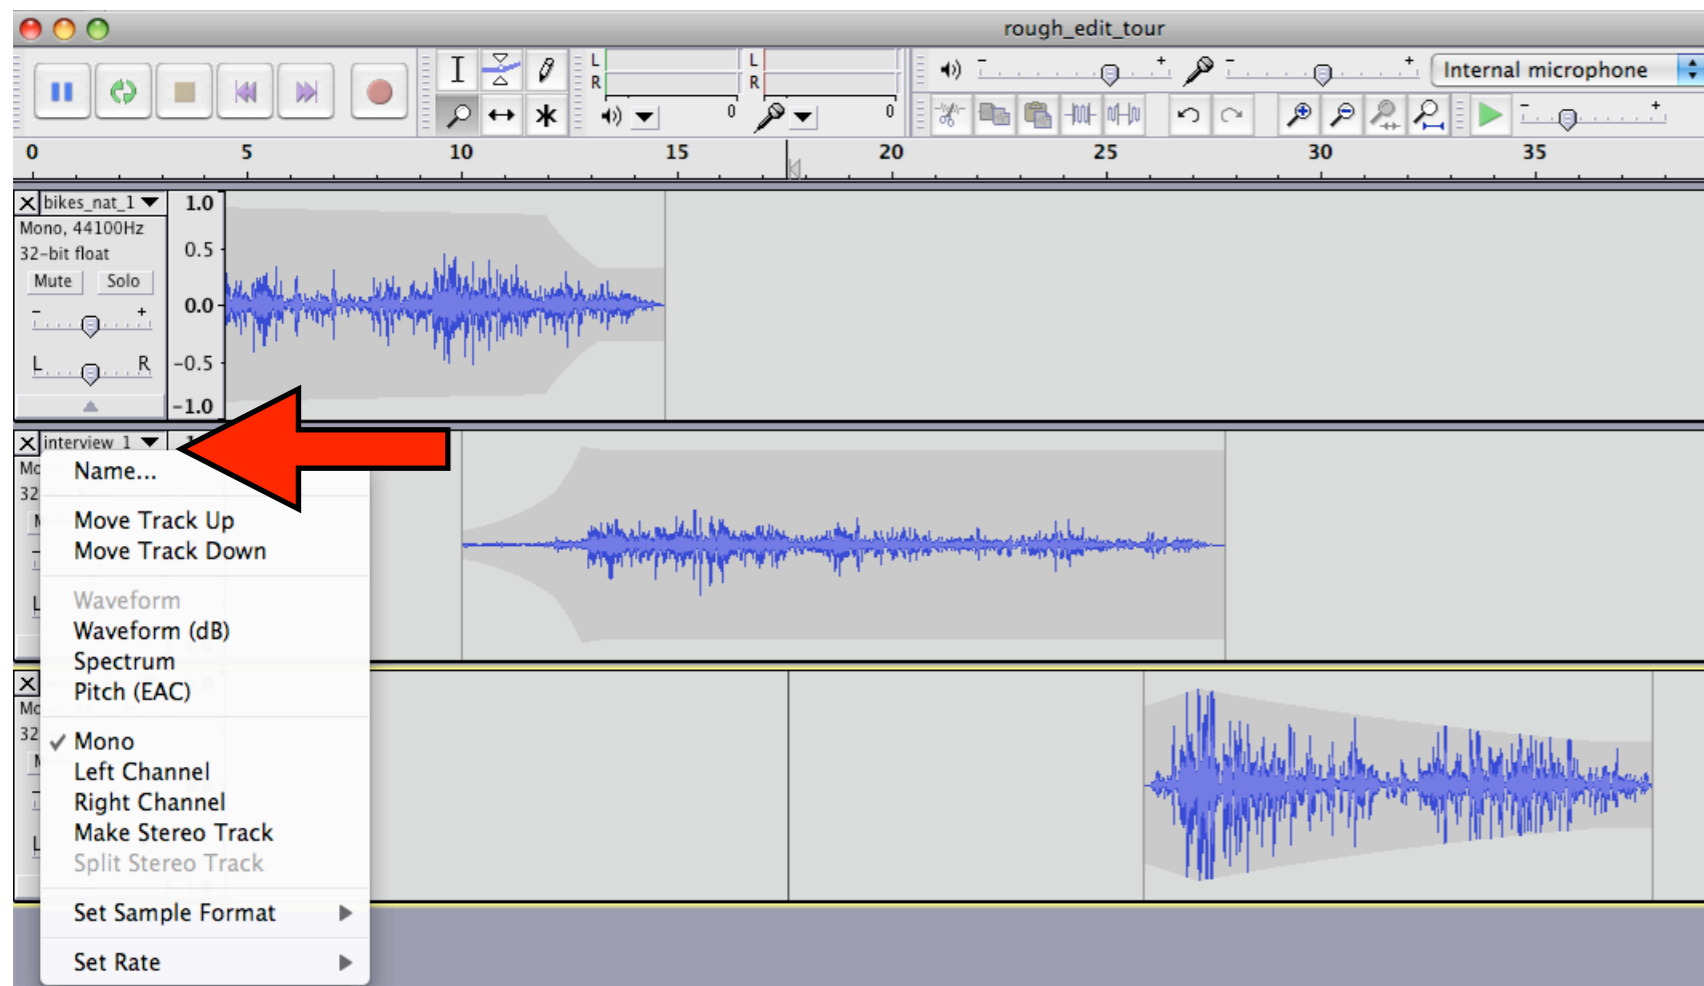 rough_edit_tour
L
R
0
L
R
0
- +
- +
Internal microphone
- +
0 5 10 15 20 25 30 35
bikes_nat_1
Mono, 44100Hz
32-bit float
Mute Solo
- +
L R
1.0
0.5
0.0
-0.5
-1.0
interview_1
Name...
Move Track Up
Move Track Down
Waveform
Waveform (dB)
Spectrum
Pitch (EAC)
✓ Mono
Left Channel
Right Channel
Make Stereo Track
Split Stereo Track
Set Sample Format
Set Rate